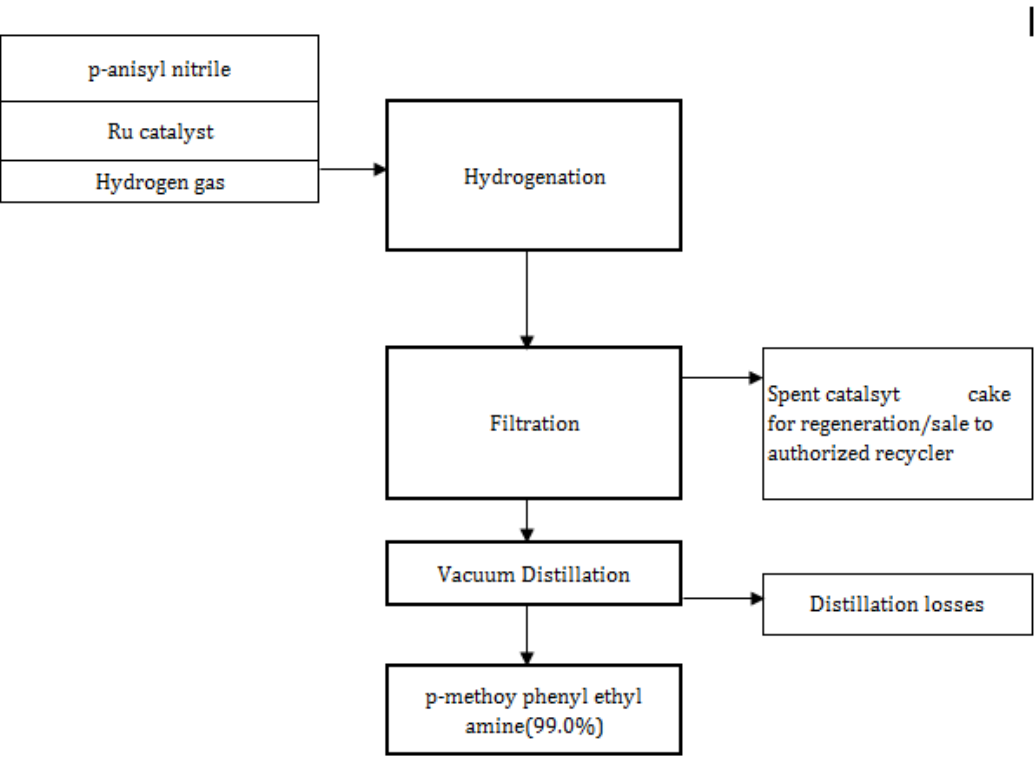 p-anisyl nitrile
Ru catalyst
Hydrogen gas
Hydrogenation
Filtration
Spent catalsyt cake
for regeneration/sale to
authorized recycler
Vacuum Distillation
Distillation losses
p-methoy phenyl ethyl
amine(99.0%)